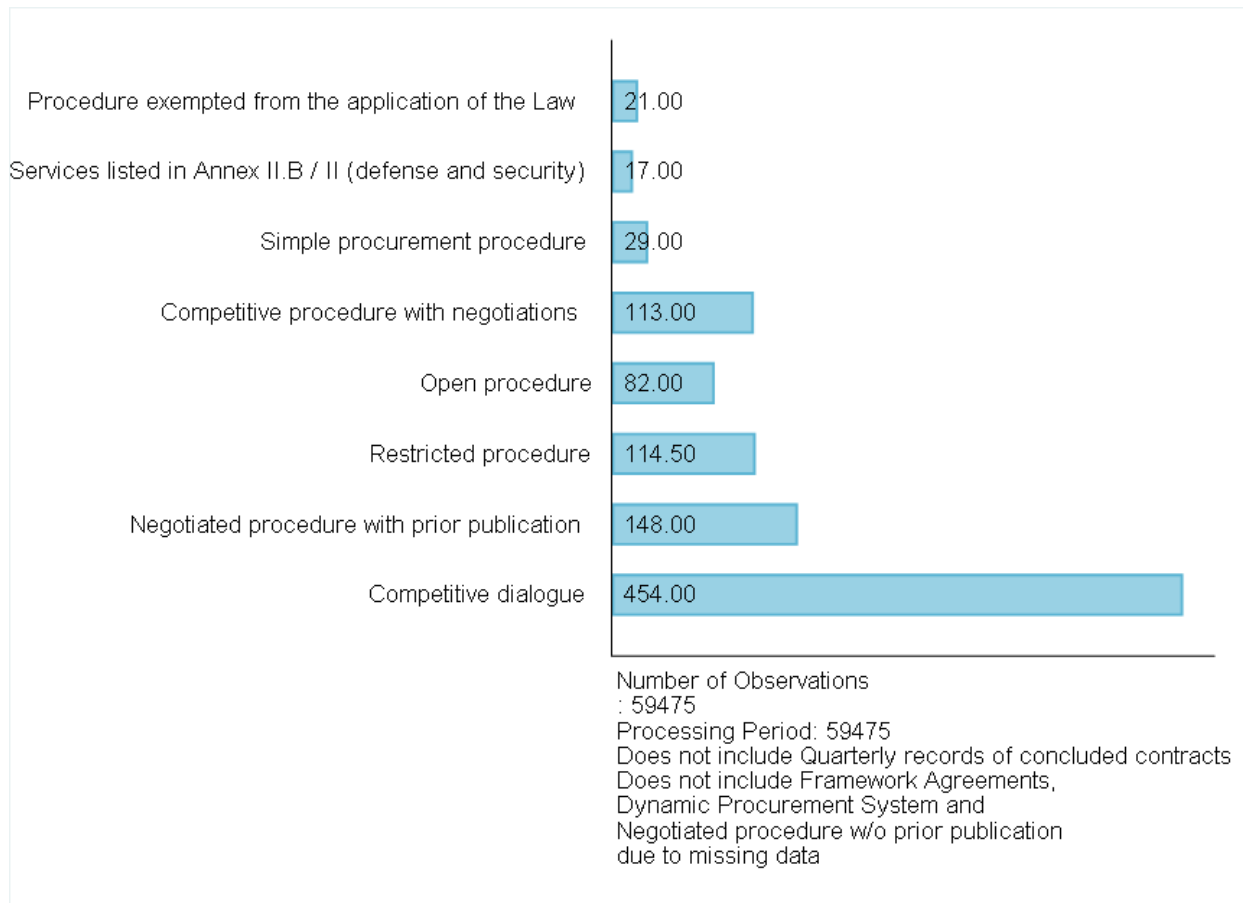 Procedure exempted from the application of the Law 21.00
Services listed in Annex II.B / II (defense and security) 17.00
Simple procurement procedure 29.00
Competitive procedure with negotiations 113.00
Open procedure 82.00
Restricted procedure 114.50
Negotiated procedure with prior publication 148.00
Competitive dialogue 454.00
Number of Observations
: 59475
Processing Period: 59475
Does not include Quarterly records of concluded contracts
Does not include Framework Agreements,
Dynamic Procurement System and
Negotiated procedure w/o prior publication
due to missing data